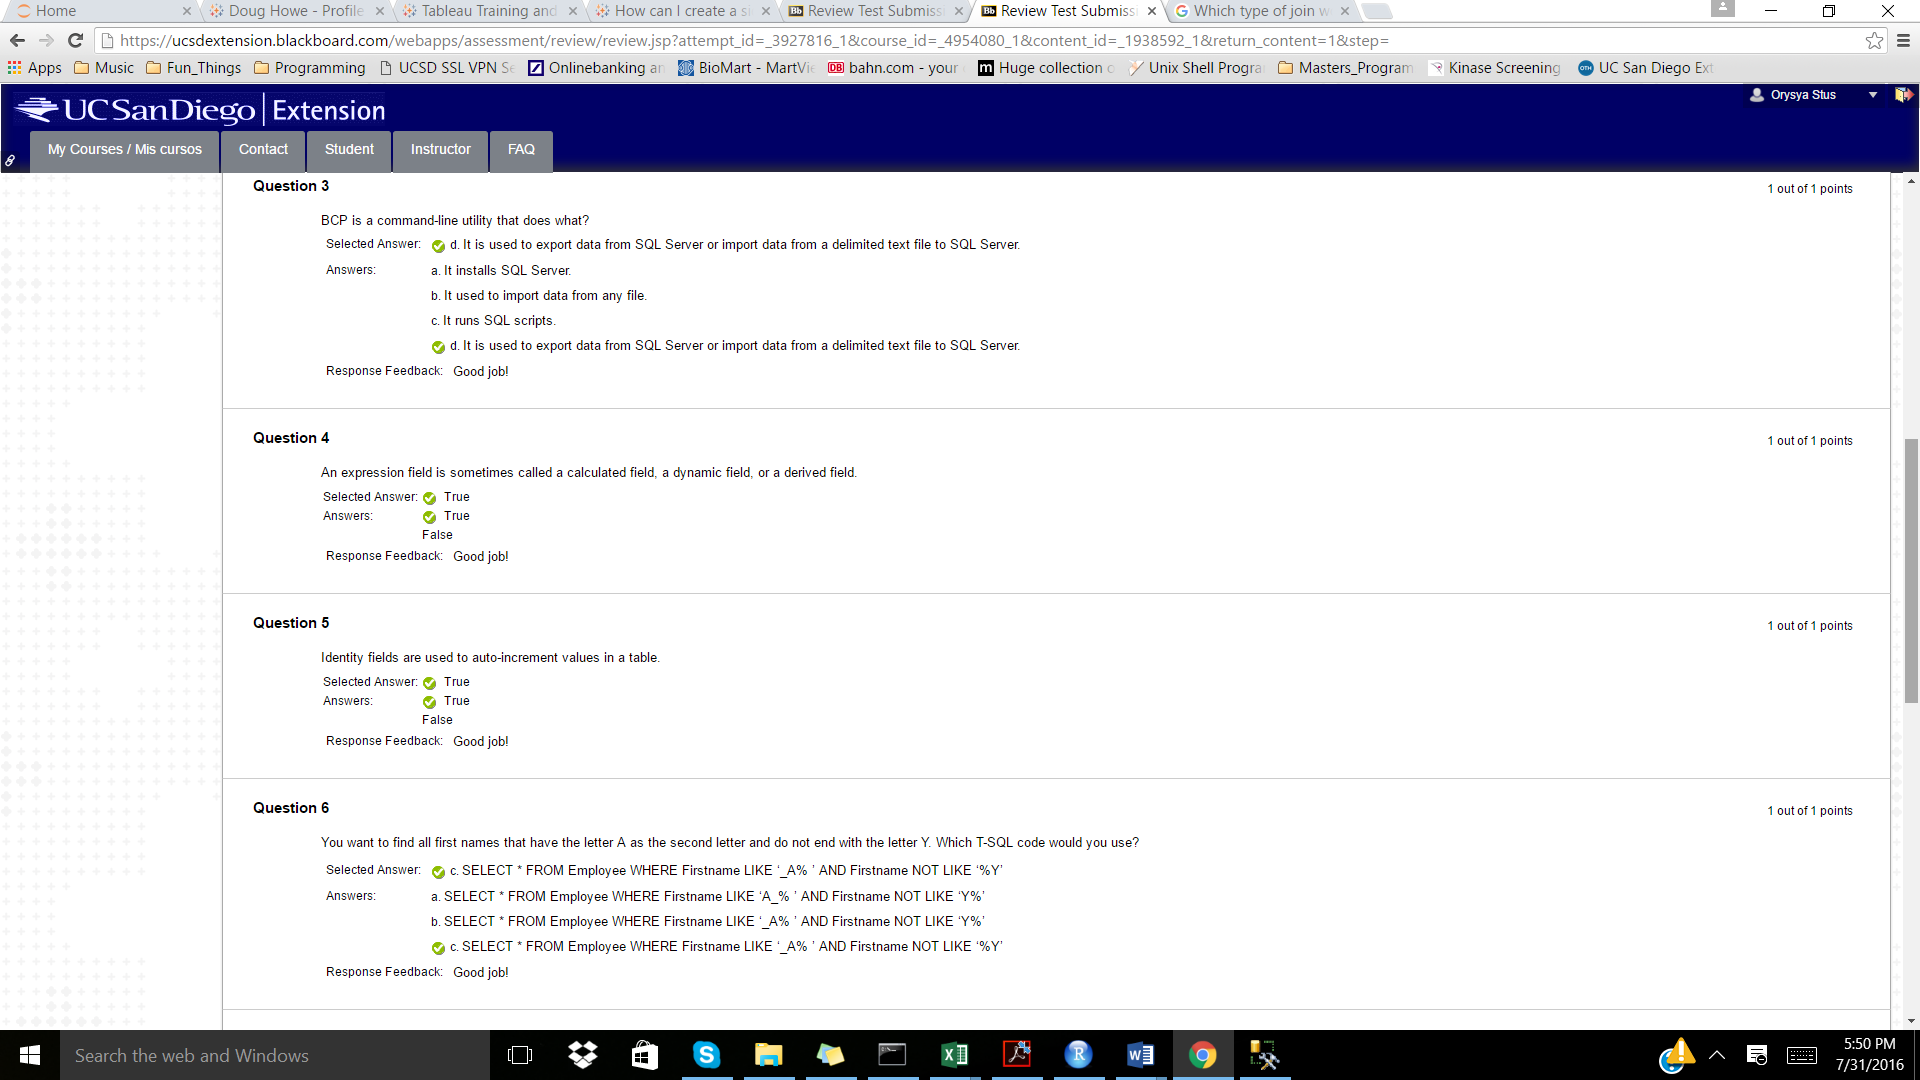 Home
Doug Howe - Profile
Tableau Training and
How can I create a si
Review Test Submiss
Review Test Submiss
Which type of join w
https://ucsdextension.blackboard.com/webapps/assessment/review/review.jsp?attempt_id=_3927816_1&course_id=_4954080_1&content_id=_1938592_1&return_content=1&step=
Apps Music Fun_Things Programming UCSD SSL VPN Se Onlinebanking an BioMart - MartVie bahn.com - your Huge collection o Unix Shell Progra Masters_Program Kinase Screening UC San Diego Ext
UC San Diego | Extension
Orysya Stus
My Courses / Mis cursos Contact Student Instructor FAQ
Question 3
1 out of 1 points
BCP is a command-line utility that does what?
Selected Answer: d. It is used to export data from SQL Server or import data from a delimited text file to SQL Server.
Answers: a. It installs SQL Server.
b. It used to import data from any file.
c. It runs SQL scripts.
d. It is used to export data from SQL Server or import data from a delimited text file to SQL Server.
Response Feedback: Good job!
Question 4
1 out of 1 points
An expression field is sometimes called a calculated field, a dynamic field, or a derived field.
Selected Answer: True
Answers: True
False
Response Feedback: Good job!
Question 5
1 out of 1 points
Identity fields are used to auto-increment values in a table.
Selected Answer: True
Answers: True
False
Response Feedback: Good job!
Question 6
1 out of 1 points
You want to find all first names that have the letter A as the second letter and do not end with the letter Y. Which T-SQL code would you use?
Selected Answer: c. SELECT * FROM Employee WHERE Firstname LIKE ‘_A% ’ AND Firstname NOT LIKE ‘%Y’
Answers: a. SELECT * FROM Employee WHERE Firstname LIKE ‘A_% ’ AND Firstname NOT LIKE ‘Y%’
b. SELECT * FROM Employee WHERE Firstname LIKE ‘_A% ’ AND Firstname NOT LIKE ‘Y%’
c. SELECT * FROM Employee WHERE Firstname LIKE ‘_A% ’ AND Firstname NOT LIKE ‘%Y’
Response Feedback: Good job!
Search the web and Windows
5:50 PM
7/31/2016